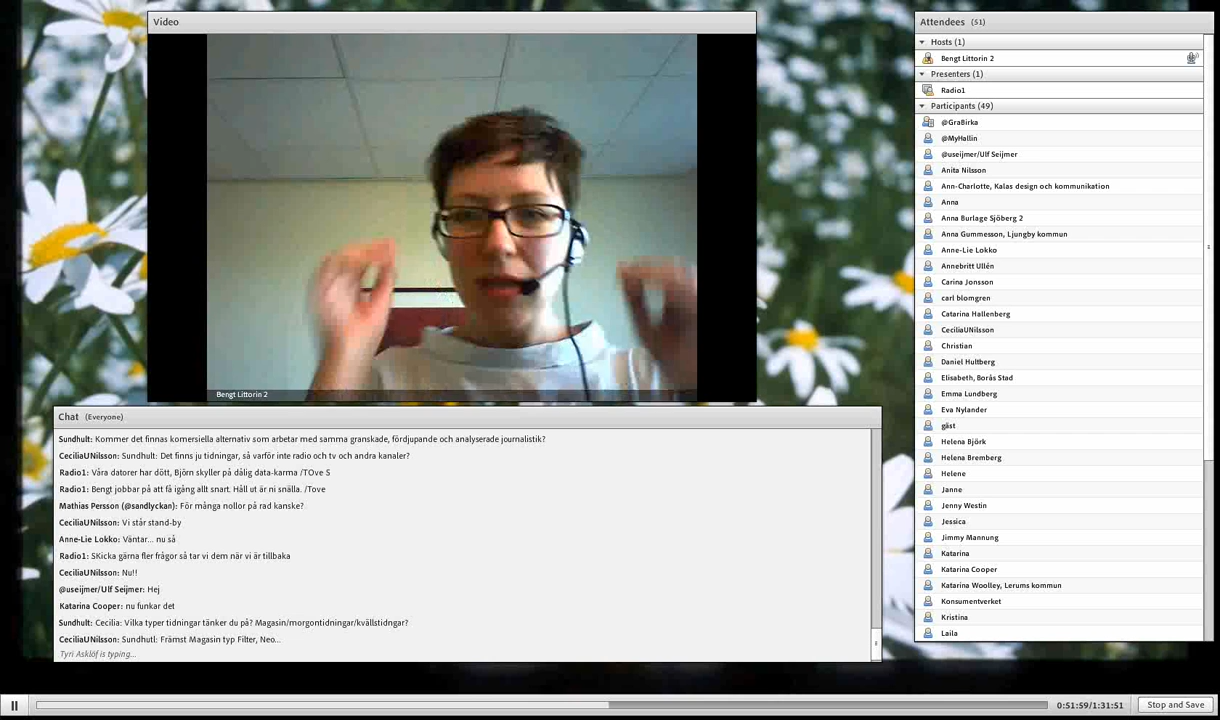 Video
Bengt Littorin 2
Chat (Everyone)
Sundhult: Kommer det finnas komersiella alternativ som arbetar med samma granskade, fördjupande och analyserade journalistik?
CeciliaUNilsson: Sundhult: Det finns ju tidningar, så varför inte radio och tv och andra kanaler?
Radio1: Våra datorer har dött, Björn skyller på dålig data-karma /TOve S
Radio1: Bengt jobbar på att få igång allt snart. Håll ut är ni snälla. /Tove
Mathias Persson (@sandlyckan): För många nollor på rad kanske?
CeciliaUNilsson: Vi står stand-by
Anne-Lie Lokko: Väntar... nu så
Radio1: SKicka gärna fler frågor så tar vi dem när vi är tillbaka
CeciliaUNilsson: Nu!!
@useijmer/Ulf Seijmer: Hej
Katarina Cooper: nu funkar det
Sundhult: Cecilia: Vilka typer tidningar tänker du på? Magasin/morgontidningar/kvällstidngar?
CeciliaUNilsson: Sundhutl: Främst Magasin typ Filter, Neo...
Tyri Asklöf is typing...
Attendees (51)
Hosts (1)
Bengt Littorin 2
Presenters (1)
Radio1
Participants (49)
@GraBirka
@MyHallin
@useijmer/Ulf Seijmer
Anita Nilsson
Ann-Charlotte, Kalas design och kommunikation
Anna
Anna Burlage Sjöberg 2
Anna Gummesson, Ljungby kommun
Anne-Lie Lokko
Annebritt Ullén
Carina Jonsson
carl blomgren
Catarina Hallenberg
CeciliaUNilsson
Christian
Daniel Hultberg
Elisabeth, Borås Stad
Emma Lundberg
Eva Nylander
gäst
Helena Björk
Helena Bremberg
Helene
Janne
Jenny Westin
Jessica
Jimmy Mannung
Katarina
Katarina Cooper
Katarina Woolley, Lerums kommun
Konsumentverket
Kristina
Laila
0:51:59/1:31:51
Stop and Save